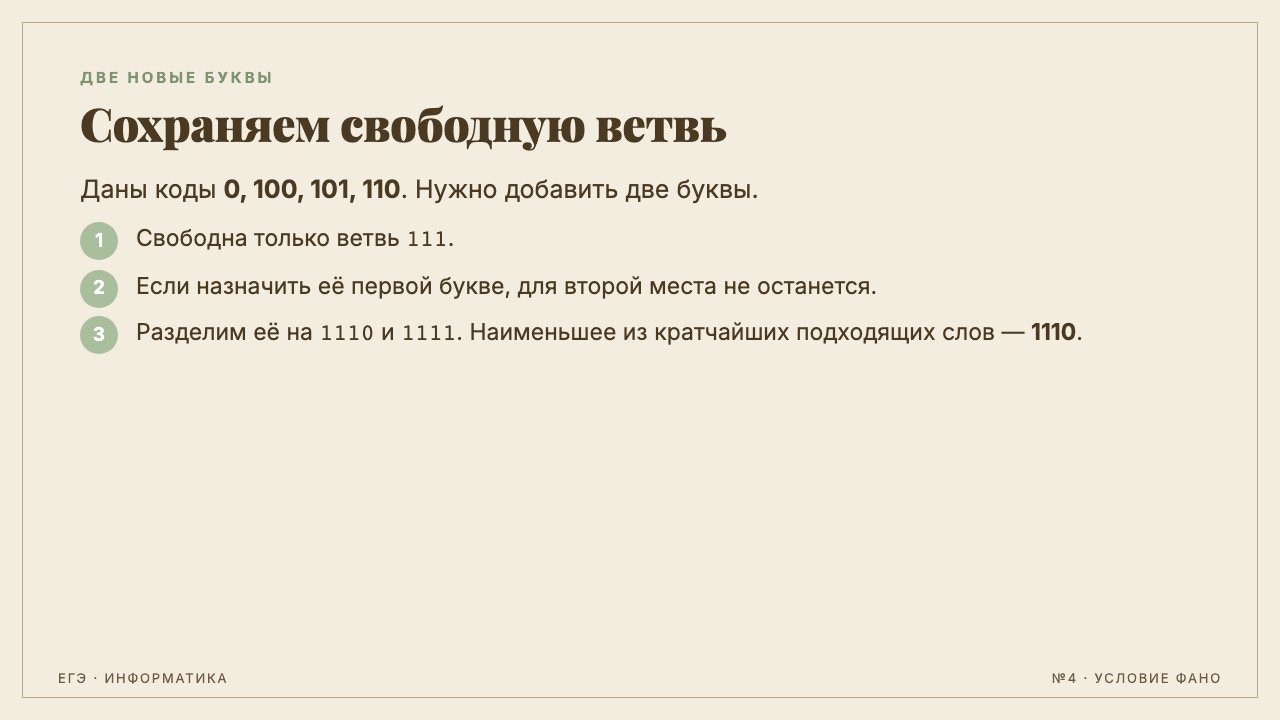 ДВЕ НОВЫЕ БУКВЫ
Сохраняем свободную ветвь
Даны коды 0, 100, 101, 110. Нужно добавить две буквы.
1 Свободна только ветвь 111.
2 Если назначить её первой букве, для второй места не останется.
3 Разделим её на 1110 и 1111. Наименьшее из кратчайших подходящих слов — 1110.
ЕГЭ · ИНФОРМАТИКА
№4 · УСЛОВИЕ ФАНО